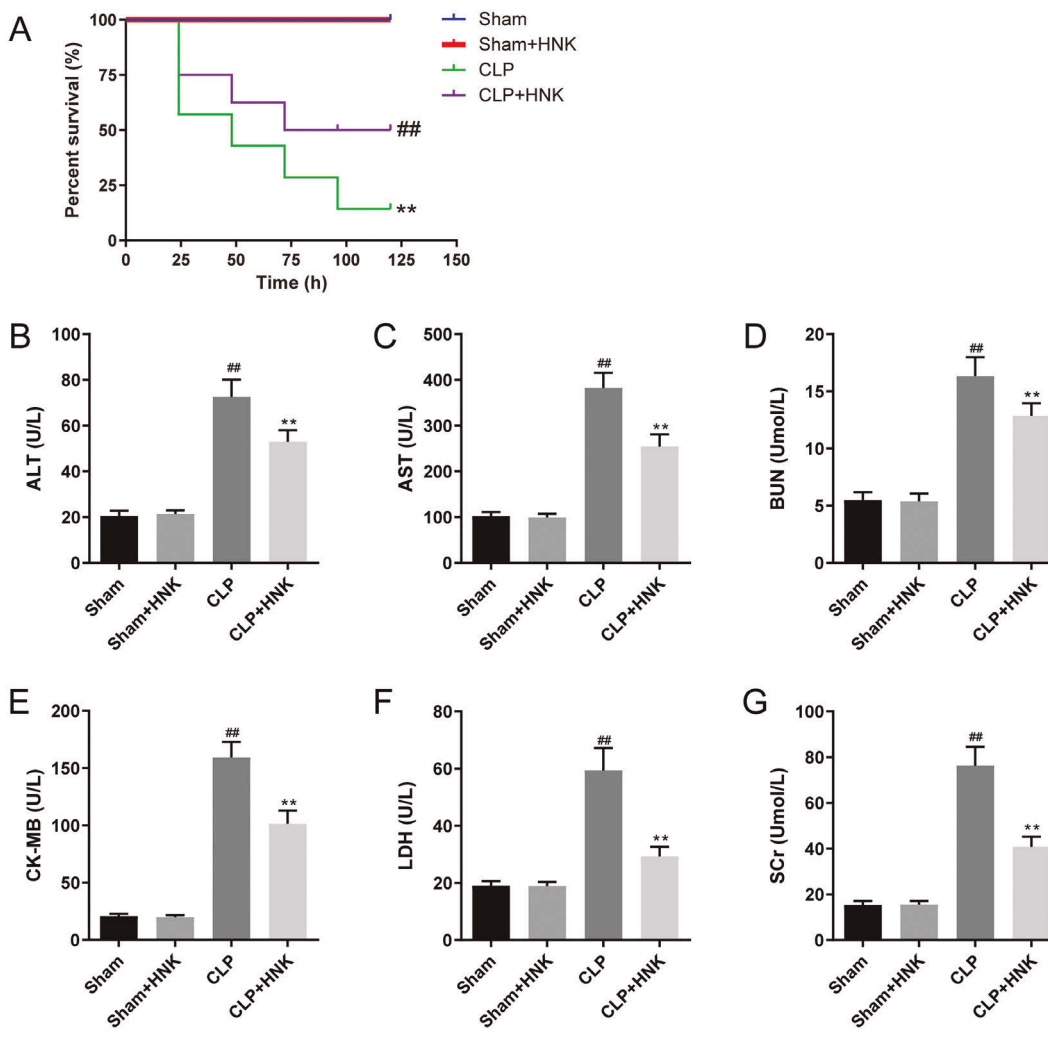 A
Percent survival (%)
100
75
50
25
0
0 25 50 75 100 125 150
Time (h)
##
**
Sham
Sham+HNK
CLP
CLP+HNK
B
ALT (U/L)
100
80
60
40
20
0
##
**
Sham Sham+HNK CLP CLP+HNK
C
AST (U/L)
500
400
300
200
100
0
##
**
Sham Sham+HNK CLP CLP+HNK
D
BUN (Umol/L)
20
15
10
5
0
##
**
Sham Sham+HNK CLP CLP+HNK
E
CK-MB (U/L)
200
150
100
50
0
##
**
Sham Sham+HNK CLP CLP+HNK
F
LDH (U/L)
80
60
40
20
0
##
**
Sham Sham+HNK CLP CLP+HNK
G
SCr (Umol/L)
100
80
60
40
20
0
##
**
Sham Sham+HNK CLP CLP+HNK